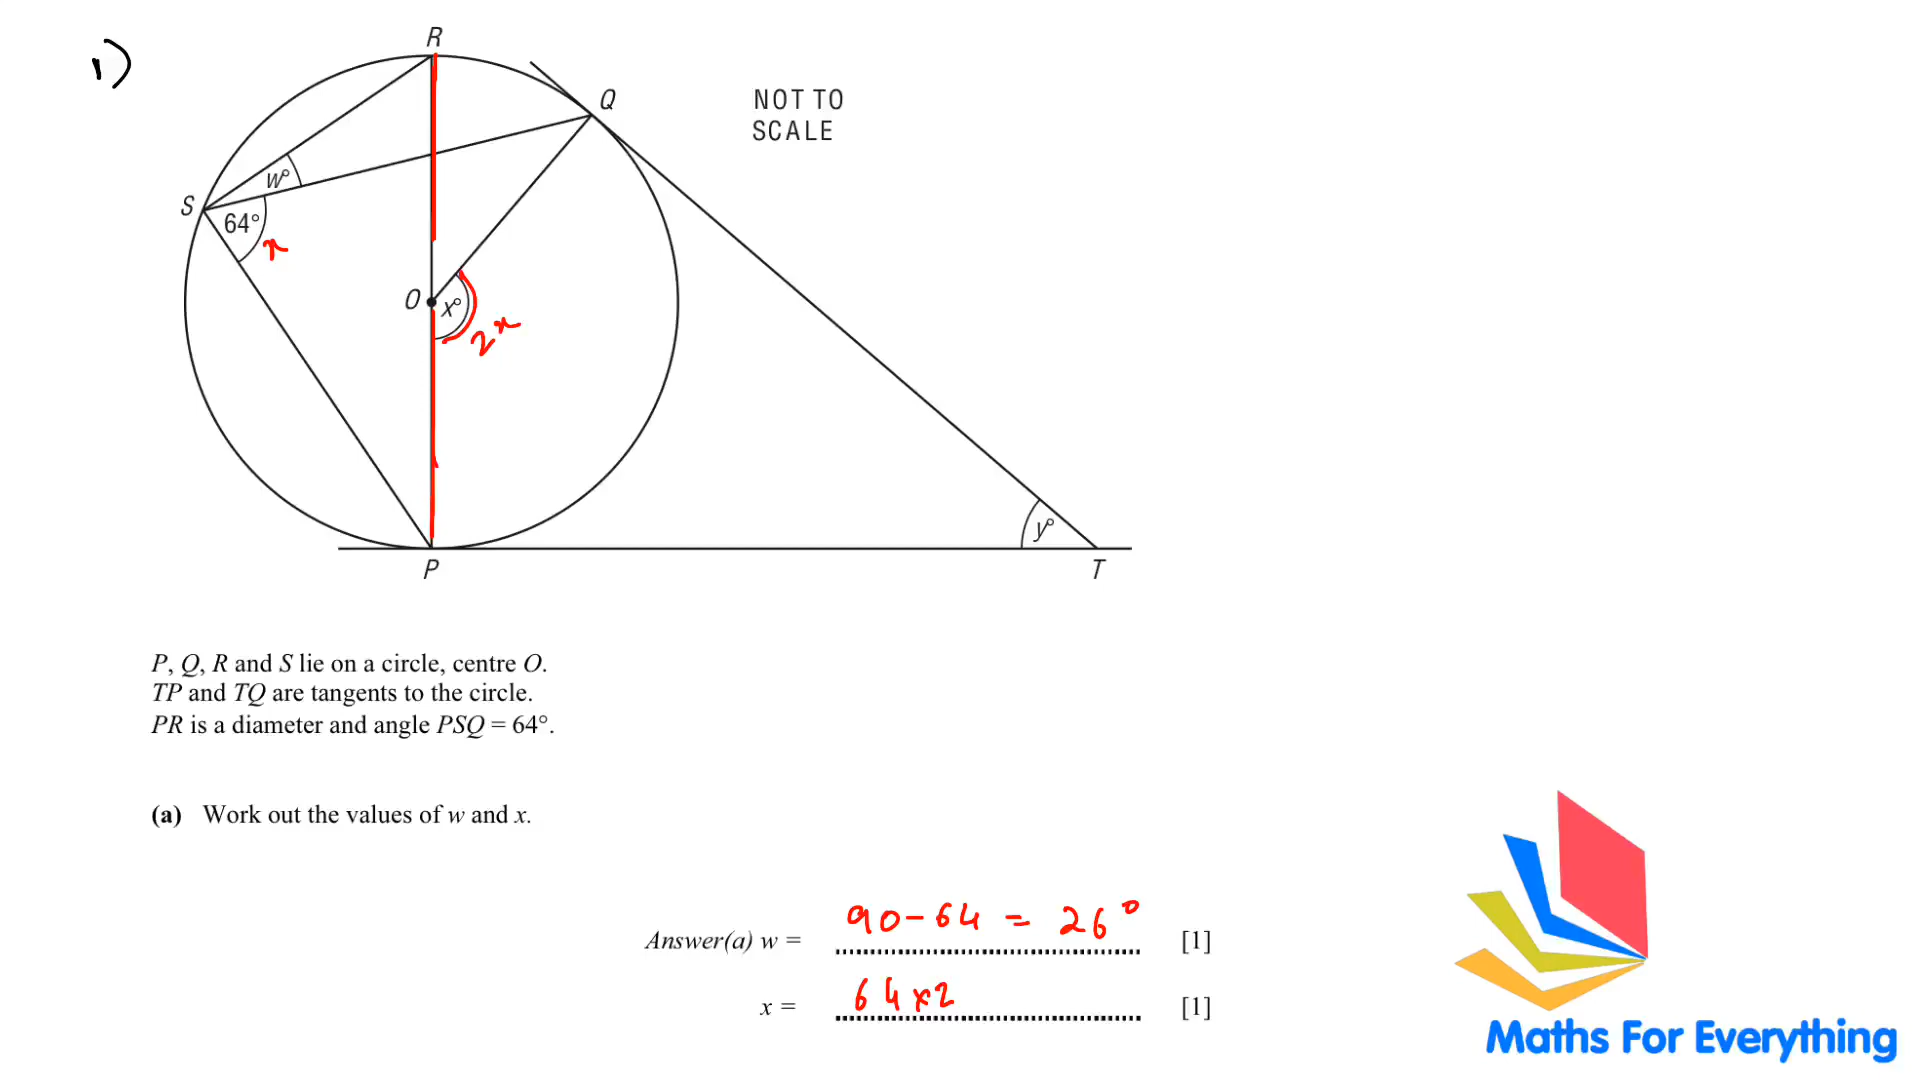 1)
R
Q
NOT TO
SCALE
w°
S
64°
x
O
x°
2x
y°
P
T
P, Q, R and S lie on a circle, centre O.
TP and TQ are tangents to the circle.
PR is a diameter and angle PSQ = 64°.
(a) Work out the values of w and x.
Answer(a) w = 90-64 = 26° [1]
x = 64x2 [1]
Maths For Everything